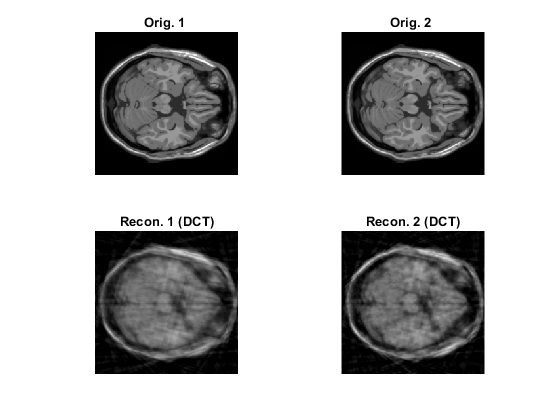 Orig. 1
Orig. 2
Recon. 1 (DCT)
Recon. 2 (DCT)